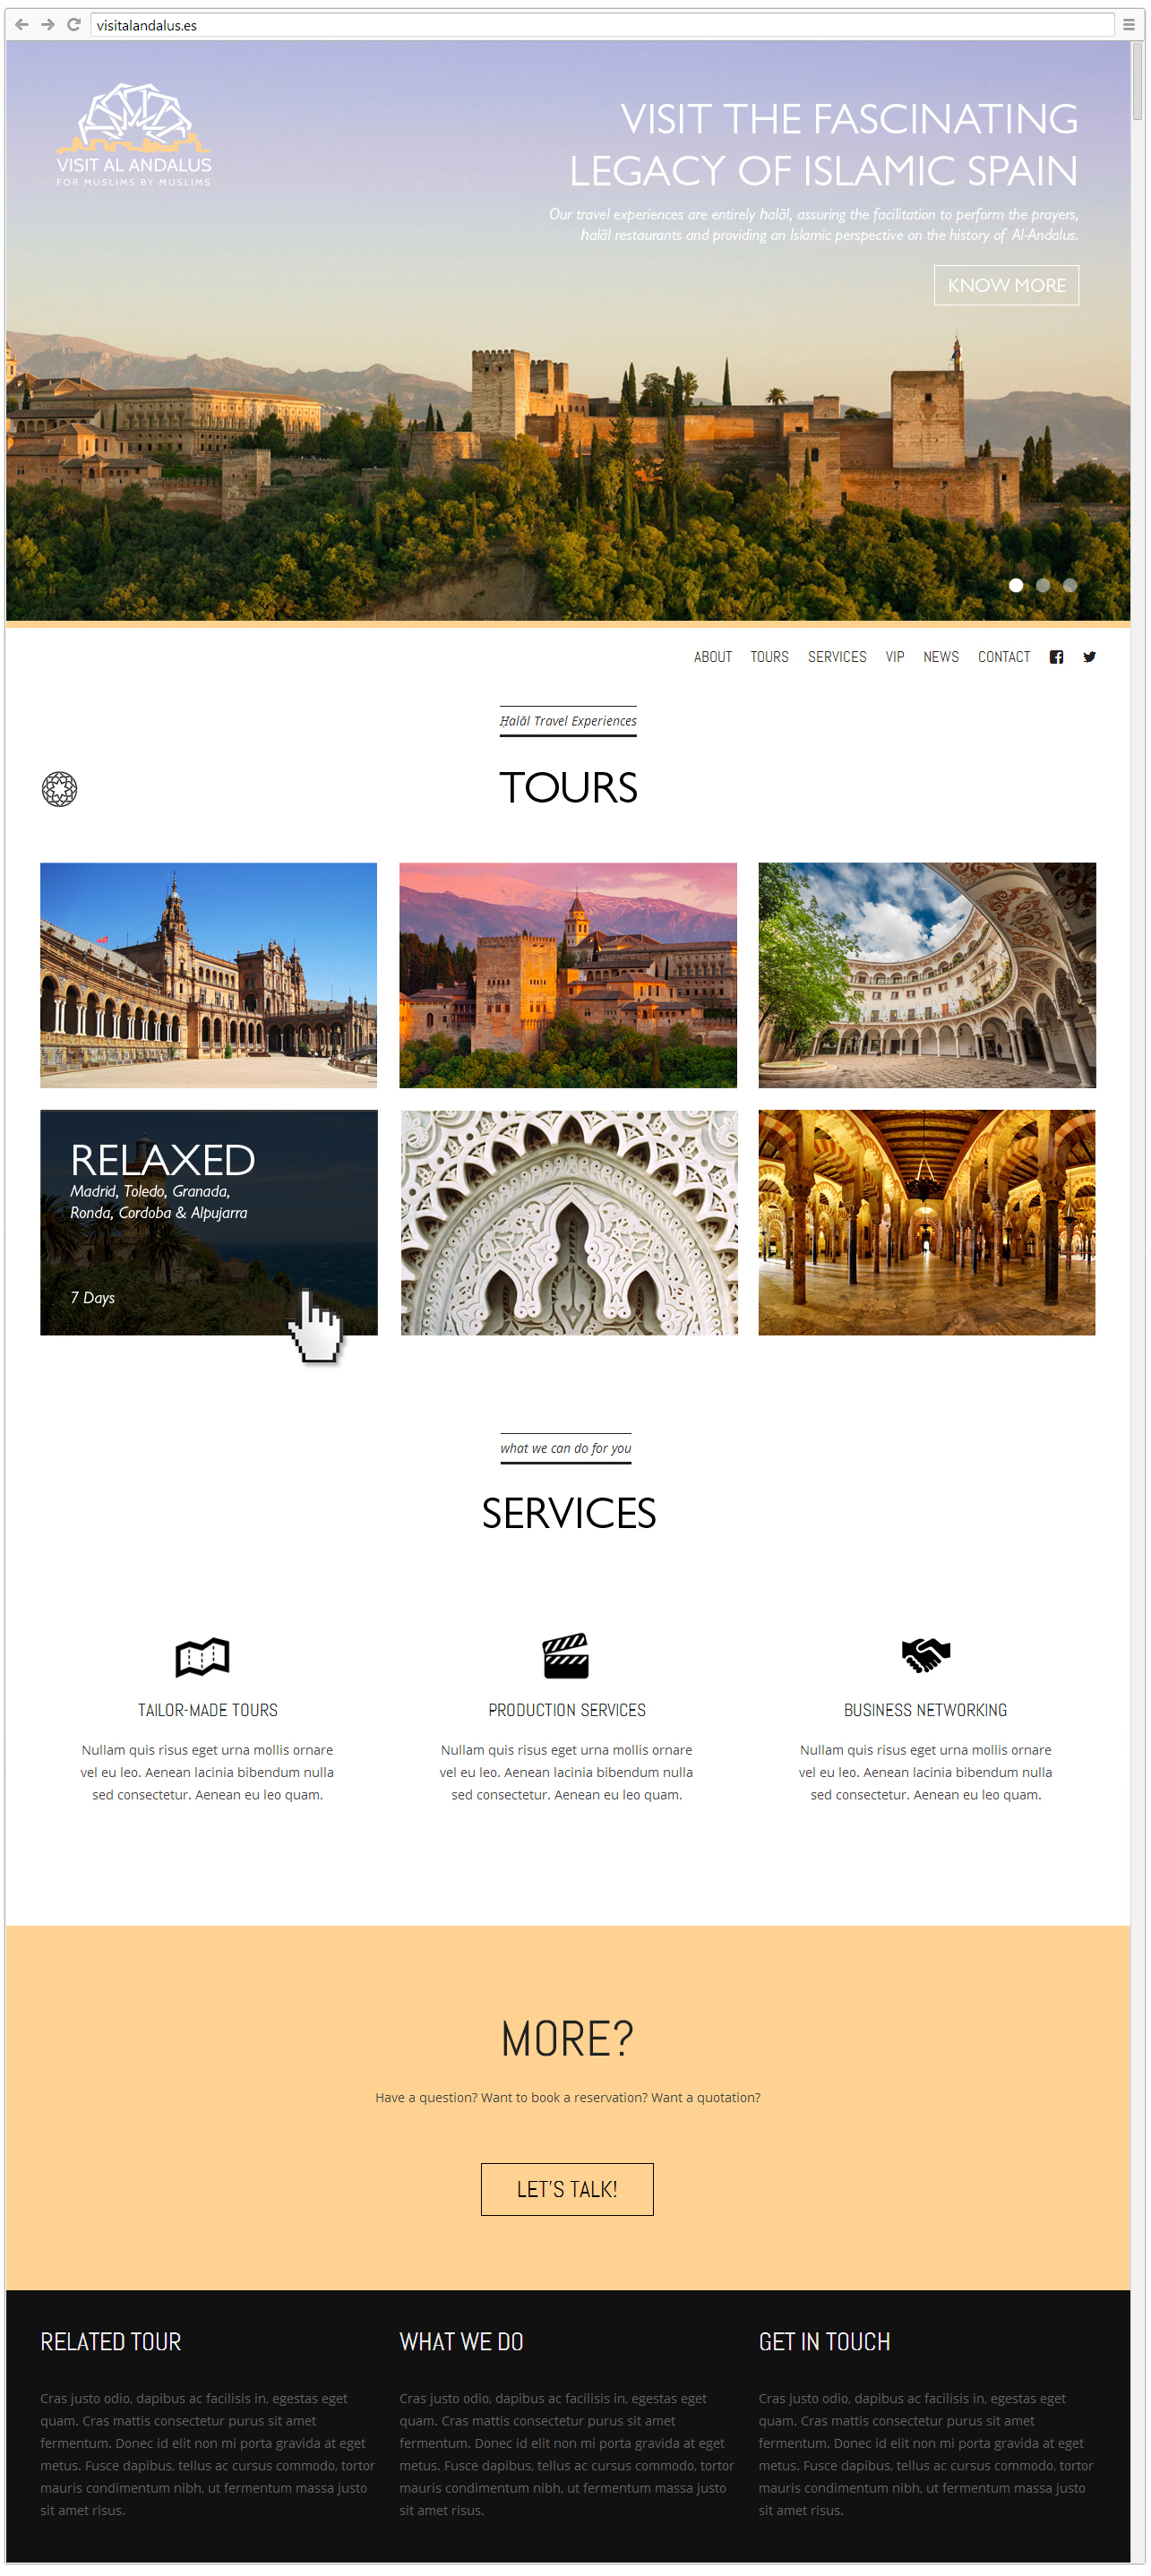 visitalandalus.es
VISIT AL ANDALUS
FOR MUSLIMS BY MUSLIMS
VISIT THE FASCINATING
LEGACY OF ISLAMIC SPAIN
Our travel experiences are entirely halāl, assuring the facilitation to perform the prayers,
halāl restaurants and providing an Islamic perspective on the history of Al-Andalus.
KNOW MORE
ABOUT TOURS SERVICES VIP NEWS CONTACT
Ḥalāl Travel Experiences
TOURS
RELAXED
Madrid, Toledo, Granada,
Ronda, Cordoba & Alpujarra
7 Days
what we can do for you
SERVICES
TAILOR-MADE TOURS
Nullam quis risus eget urna mollis ornare
vel eu leo. Aenean lacinia bibendum nulla
sed consectetur. Aenean eu leo quam.
PRODUCTION SERVICES
Nullam quis risus eget urna mollis ornare
vel eu leo. Aenean lacinia bibendum nulla
sed consectetur. Aenean eu leo quam.
BUSINESS NETWORKING
Nullam quis risus eget urna mollis ornare
vel eu leo. Aenean lacinia bibendum nulla
sed consectetur. Aenean eu leo quam.
MORE?
Have a question? Want to book a reservation? Want a quotation?
LET'S TALK!
RELATED TOUR
Cras justo odio, dapibus ac facilisis in, egestas eget
quam. Cras mattis consectetur purus sit amet
fermentum. Donec id elit non mi porta gravida at eget
metus. Fusce dapibus, tellus ac cursus commodo, tortor
mauris condimentum nibh, ut fermentum massa justo
sit amet risus.
WHAT WE DO
Cras justo odio, dapibus ac facilisis in, egestas eget
quam. Cras mattis consectetur purus sit amet
fermentum. Donec id elit non mi porta gravida at eget
metus. Fusce dapibus, tellus ac cursus commodo, tortor
mauris condimentum nibh, ut fermentum massa justo
sit amet risus.
GET IN TOUCH
Cras justo odio, dapibus ac facilisis in, egestas eget
quam. Cras mattis consectetur purus sit amet
fermentum. Donec id elit non mi porta gravida at eget
metus. Fusce dapibus, tellus ac cursus commodo, tortor
mauris condimentum nibh, ut fermentum massa justo
sit amet risus.